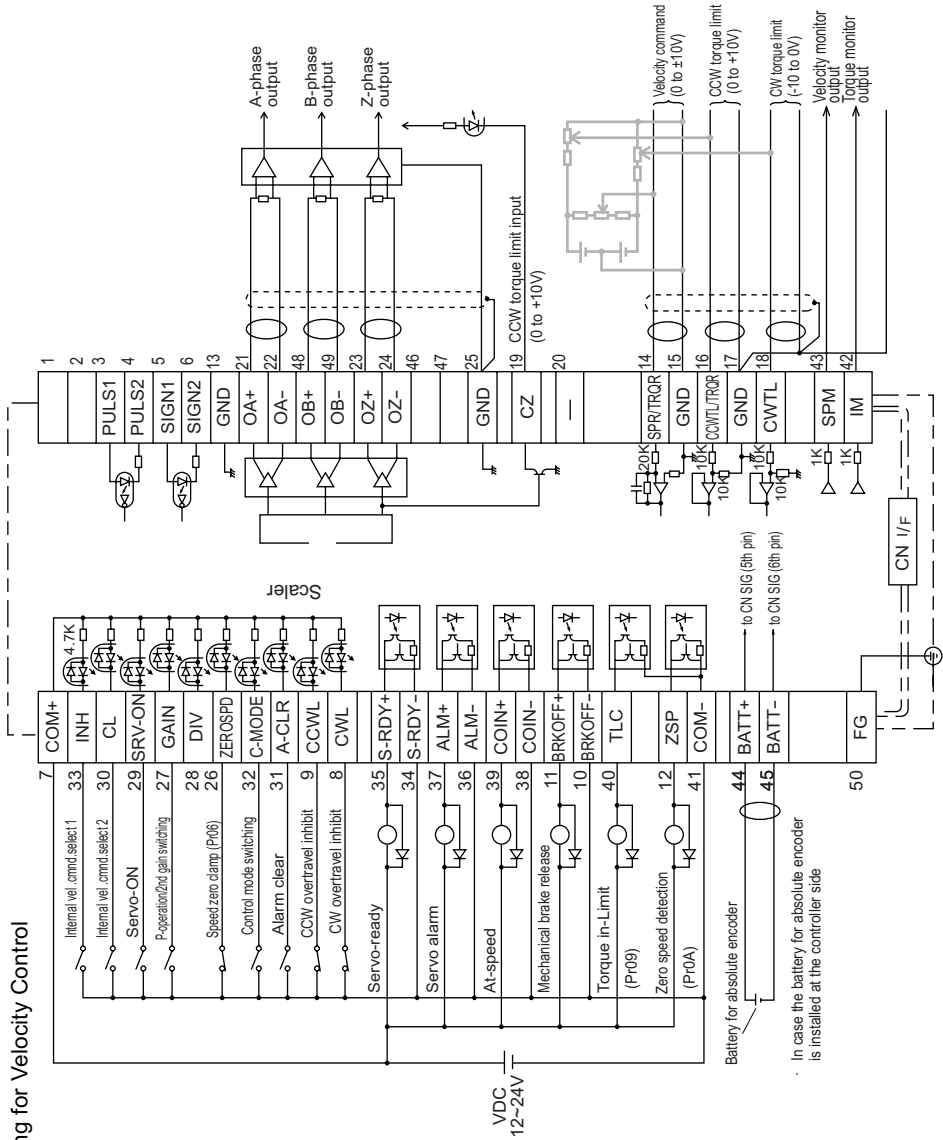 ng for Velocity Control
7 COM+
Internal vel .cmmd.select 1 33 INH 4.7K
Internal vel .cmmd.select 2 30 CL
Servo-ON 29 SRV-ON
P-operation/2nd gain switching 27 GAIN
28 DIV
Speed zero clamp (Pr06) 26 ZEROSPD
Control mode switching 32 C-MODE
Alarm clear 31 A-CLR
CCW overtravel inhibit 9 CCWL
CW overtravel inhibit 8 CWL
Servo-ready 35 S-RDY+
34 S-RDY−
Servo alarm 37 ALM+
36 ALM−
At-speed 39 COIN+
38 COIN−
Mechanical brake release 11 BRKOFF+
10 BRKOFF−
Torque in-Limit 40 TLC
(Pr09)
Zero speed detection 12 ZSP
(Pr0A) 41 COM−
VDC
12~24V
Battery for absolute encoder
44 BATT+ to CN SIG (5th pin)
45 BATT− to CN SIG (6th pin)
· In case the battery for absolute encoder
is installed at the controller side
50 FG
Scaler
1
2
PULS1 3
PULS2 4
SIGN1 5
SIGN2 6
GND 13
OA+ 21
OA- 22
OB+ 48
OB- 49
OZ+ 23
OZ- 24
46
47
GND 25
CZ 19
— 20
A-phase
output
B-phase
output
Z-phase
output
CCW torque limit input
(0 to +10V)
20K SPR/TRQR 14
GND 15
10K CCWTL/TRQR 16
10K GND 17
10K CWTL 18
10K
1K SPM 43
1K IM 42
Velocity command
(0 to ±10V)
CCW torque limit
(0 to +10V)
CW torque limit
(-10 to 0V)
Velocity monitor
output
Torque monitor
output
CN I/F